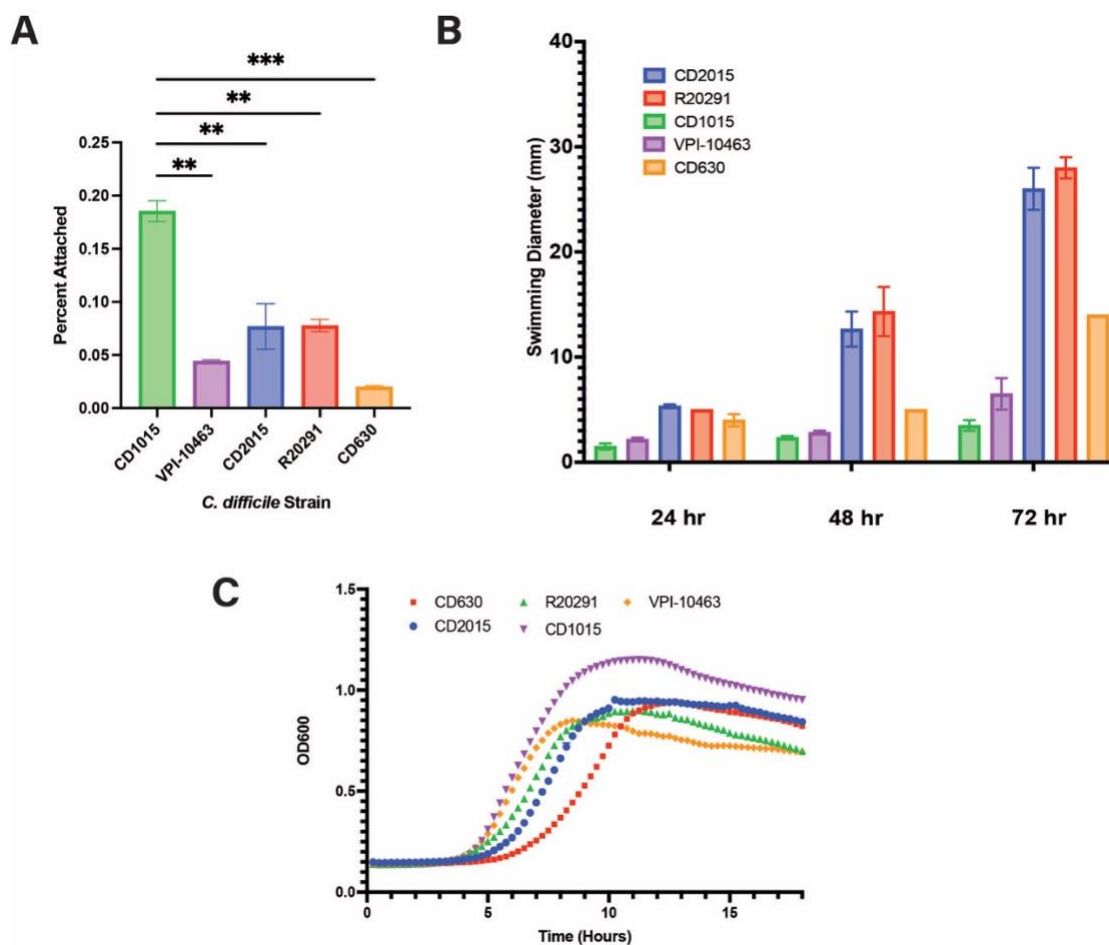 A
***
**
**
**
0.25
0.20
0.15
0.10
0.05
0.00
Percent Attached
CD1015
VPI-10463
CD2015
R20291
CD630
C. difficile Strain
B
40
30
20
10
0
Swimming Diameter (mm)
CD2015
R20291
CD1015
VPI-10463
CD630
24 hr 48 hr 72 hr
C
1.5
1.0
0.5
0.0
OD600
CD630 R20291 VPI-10463
CD2015 CD1015
0 5 10 15
Time (Hours)